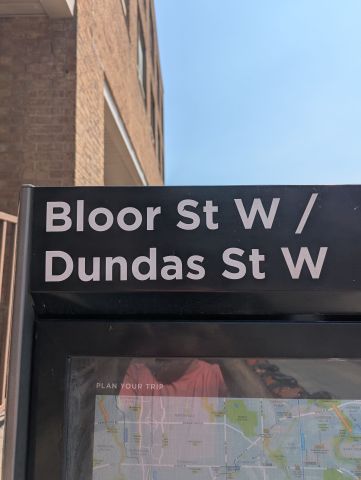 Bloor St W /
Dundas St W
PLAN YOUR TRIP